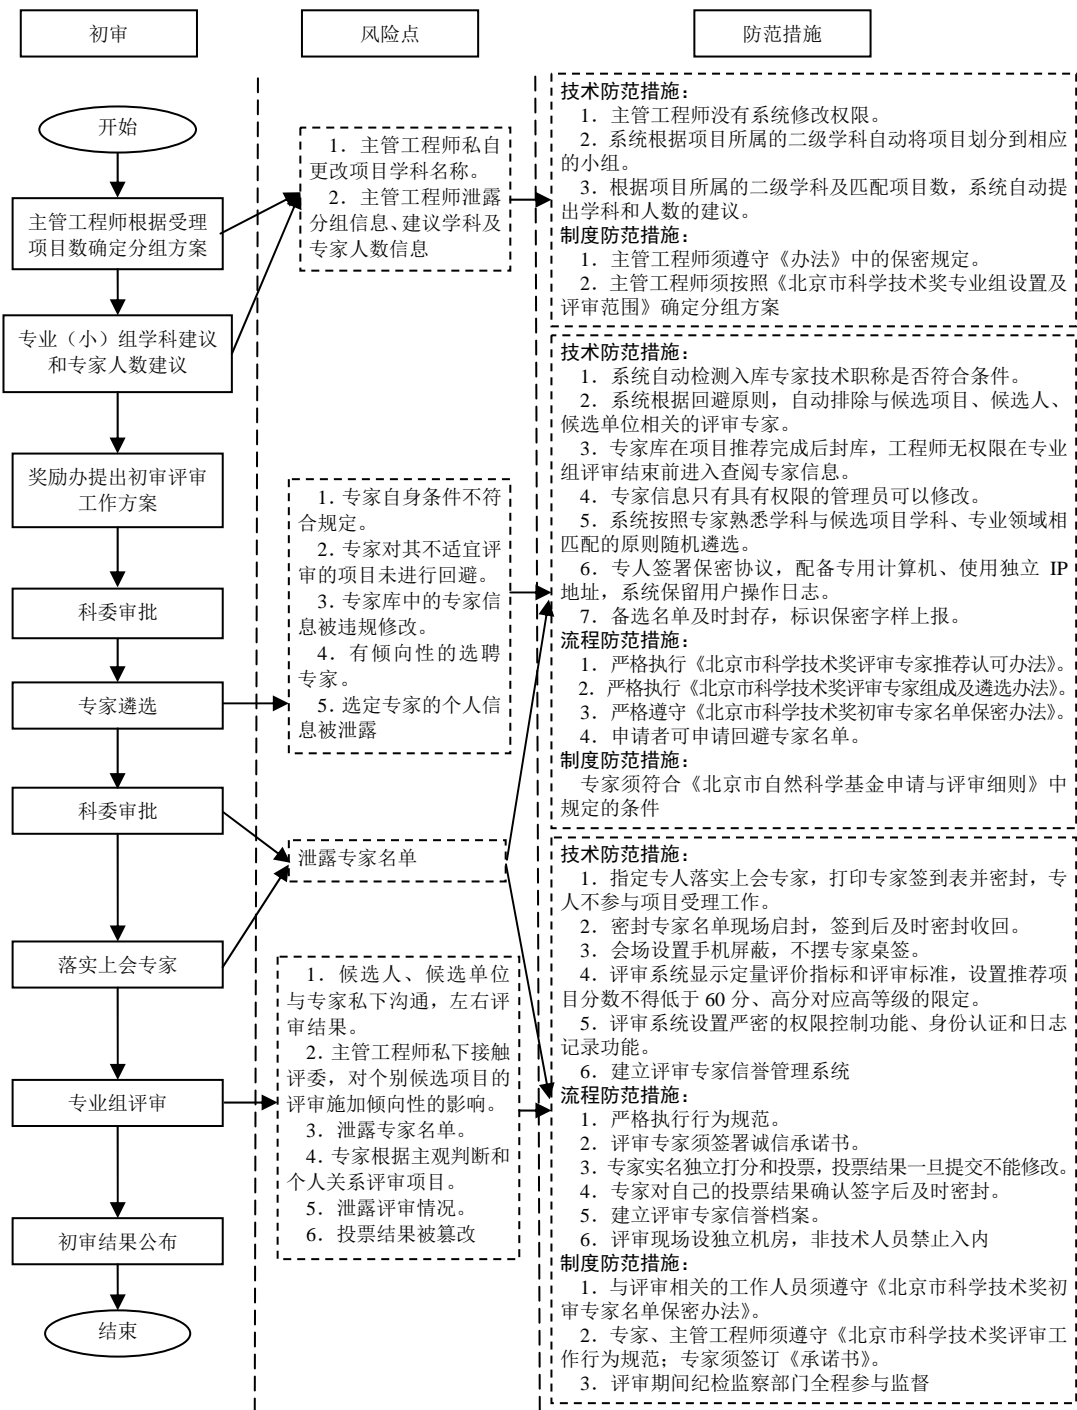 初审
风险点
防范措施
开始
主管工程师根据受理
项目数确定分组方案
专业（小）组学科建议
和专家人数建议
奖励办提出初审评审
工作方案
科委审批
专家遴选
科委审批
落实上会专家
专业组评审
初审结果公布
结束
1．主管工程师私自
更改项目学科名称。
2．主管工程师泄露
分组信息、建议学科及
专家人数信息
1．专家自身条件不符
合规定。
2．专家对其不适宜评
审的项目未进行回避。
3．专家库中的专家信
息被违规修改。
4．有倾向性的选聘
专家。
5．选定专家的个人信
息被泄露
泄露专家名单
1．候选人、候选单位
与专家私下沟通，左右评
审结果。
2．主管工程师私下接触
评委，对个别候选项目的
评审施加倾向性的影响。
3．泄露专家名单。
4．专家根据主观判断和
个人关系评审项目。
5．泄露评审情况。
6．投票结果被篡改
技术防范措施：
1．主管工程师没有系统修改权限。
2．系统根据项目所属的二级学科自动将项目划分到相应
的小组。
3．根据项目所属的二级学科及匹配项目数，系统自动提
出学科和人数的建议。
制度防范措施：
1．主管工程师须遵守《办法》中的保密规定。
2．主管工程师须按照《北京市科学技术奖专业组设置及
评审范围》确定分组方案
技术防范措施：
1．系统自动检测入库专家技术职称是否符合条件。
2．系统根据回避原则，自动排除与候选项目、候选人、
候选单位相关的评审专家。
3．专家库在项目推荐完成后封库，工程师无权限在专业
组评审结束前进入查阅专家信息。
4．专家信息只有具有权限的管理员可以修改。
5．系统按照专家熟悉学科与候选项目学科、专业领域相
匹配的原则随机遴选。
6．专人签署保密协议，配备专用计算机、使用独立 IP
地址，系统保留用户操作日志。
7．备选名单及时封存，标识保密字样上报。
流程防范措施：
1．严格执行《北京市科学技术奖评审专家推荐认可办法》。
2．严格执行《北京市科学技术奖评审专家组成及遴选办法》。
3．严格遵守《北京市科学技术奖初审专家名单保密办法》。
4．申请者可申请回避专家名单。
制度防范措施：
专家须符合《北京市自然科学基金申请与评审细则》中
规定的条件
技术防范措施：
1．指定专人落实上会专家，打印专家签到表并密封，专
人不参与项目受理工作。
2．密封专家名单现场启封，签到后及时密封收回。
3．会场设置手机屏蔽，不摆专家桌签。
4．评审系统显示定量评价指标和评审标准，设置推荐项
目分数不得低于 60 分、高分对应高等级的限定。
5．评审系统设置严密的权限控制功能、身份认证和日志
记录功能。
6．建立评审专家信誉管理系统
流程防范措施：
1．严格执行行为规范。
2．评审专家须签署诚信承诺书。
3．专家实名独立打分和投票，投票结果一旦提交不能修改。
4．专家对自己的投票结果确认签字后及时密封。
5．建立评审专家信誉档案。
6．评审现场设独立机房，非技术人员禁止入内
制度防范措施：
1．与评审相关的工作人员须遵守《北京市科学技术奖初
审专家名单保密办法》。
2．专家、主管工程师须遵守《北京市科学技术奖评审工
作行为规范；专家须签订《承诺书》。
3．评审期间纪检监察部门全程参与监督